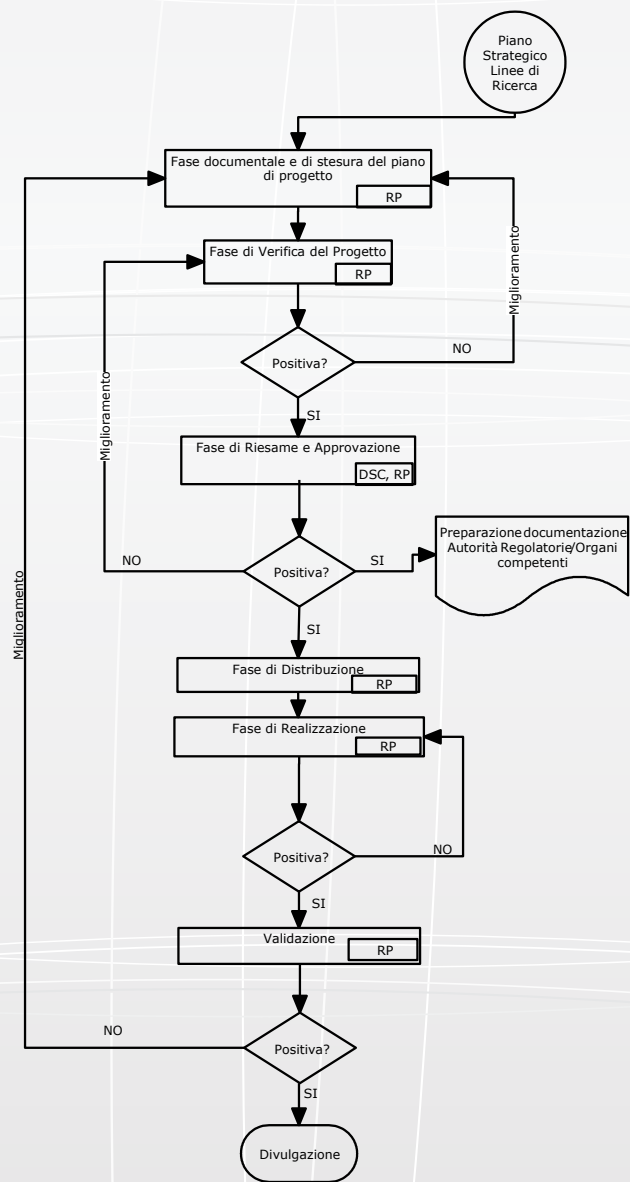 Piano
Strategico
Linee di
Ricerca
Fase documentale e di stesura del piano
di progetto
RP
Fase di Verifica del Progetto
RP
Miglioramento
Positiva?
NO
SI
Miglioramento
Fase di Riesame e Approvazione
DSC, RP
Preparazione documentazione
Autorità Regolatorie/Organi
competenti
Positiva?
NO
SI
SI
Miglioramento
Fase di Distribuzione
RP
Fase di Realizzazione
RP
Positiva?
NO
SI
Validazione
RP
Positiva?
NO
SI
Divulgazione